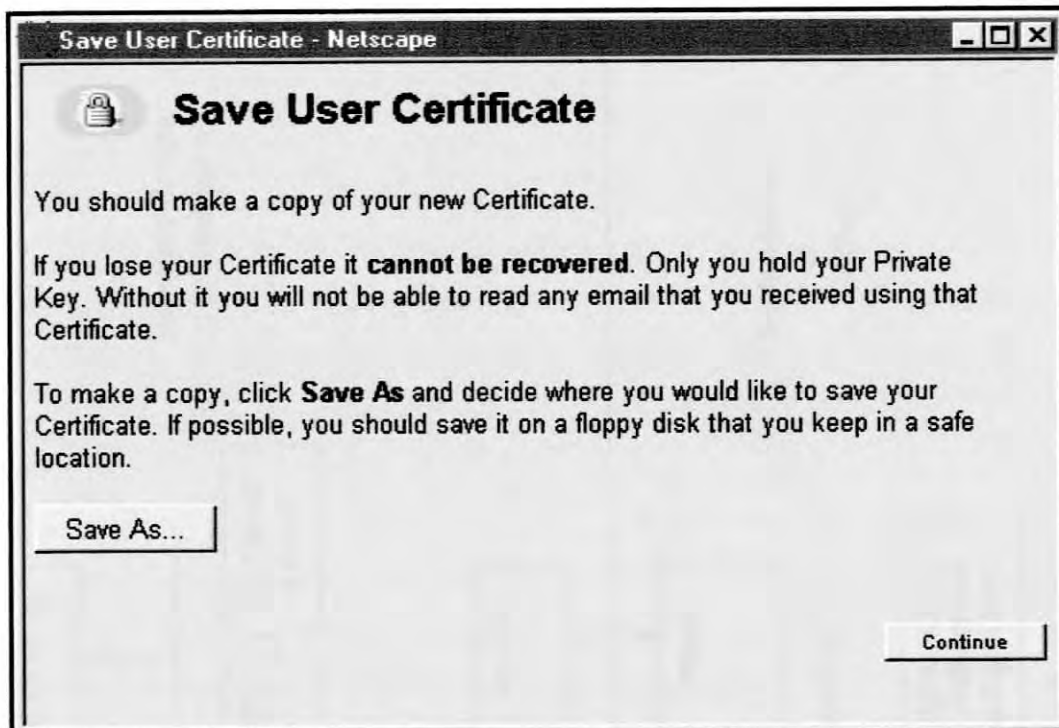 Save User Certificate - Netscape
Save User Certificate
You should make a copy of your new Certificate.
If you lose your Certificate it cannot be recovered. Only you hold your Private
Key. Without it you will not be able to read any email that you received using that
Certificate.
To make a copy, click Save As and decide where you would like to save your
Certificate. If possible, you should save it on a floppy disk that you keep in a safe
location.
Save As...
Continue